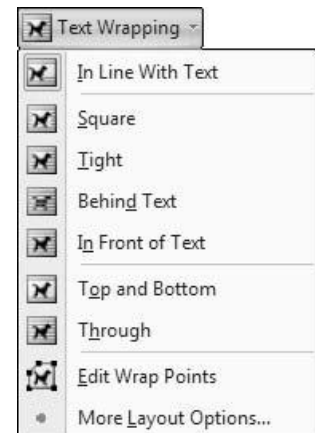 Text Wrapping
In Line With Text
Square
Tight
Behind Text
In Front of Text
Top and Bottom
Through
Edit Wrap Points
More Layout Options...